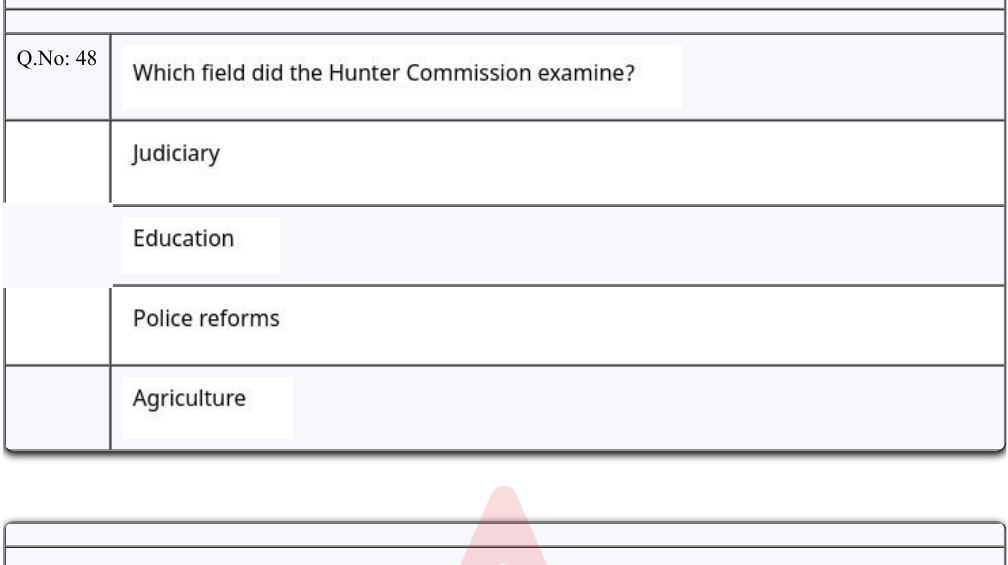 Q.No: 48
Which field did the Hunter Commission examine?
Judiciary
Education
Police reforms
Agriculture